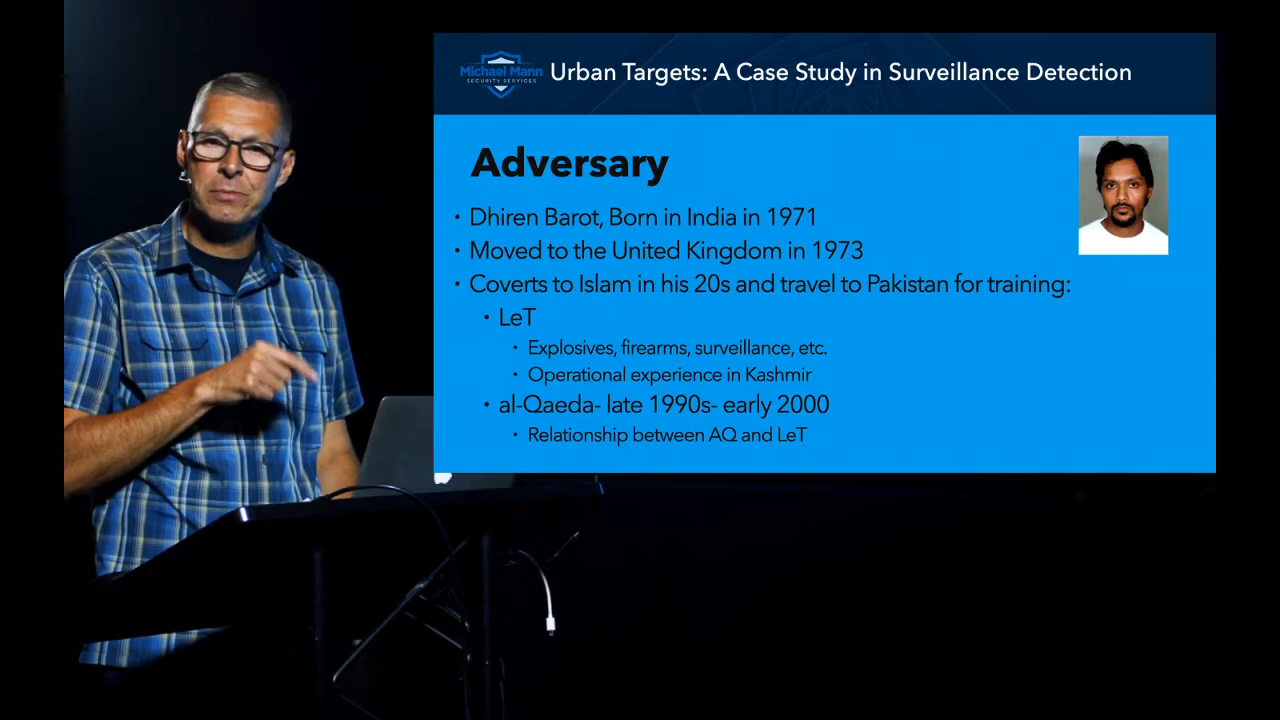 Michael Mann
SECURITY SERVICES
Urban Targets: A Case Study in Surveillance Detection
Adversary
• Dhiren Barot, Born in India in 1971
• Moved to the United Kingdom in 1973
• Coverts to Islam in his 20s and travel to Pakistan for training:
• LeT
• Explosives, firearms, surveillance, etc.
• Operational experience in Kashmir
• al-Qaeda- late 1990s- early 2000
• Relationship between AQ and LeT